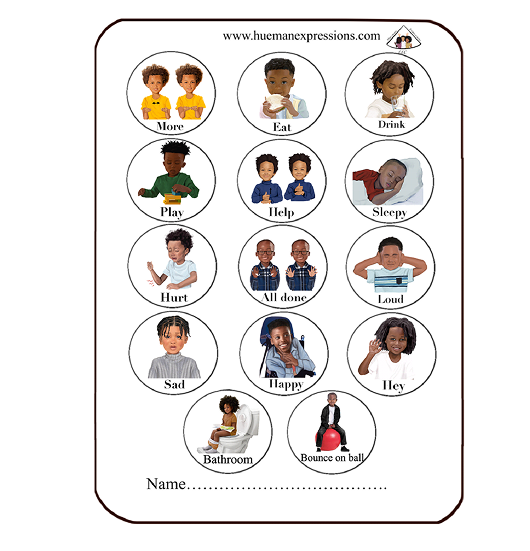 www.huemanexpressions.com
More
Eat
Drink
Play
Help
Sleepy
Hurt
All done
Loud
Sad
Happy
Hey
Bathroom
Bounce on ball
Name……………………………….